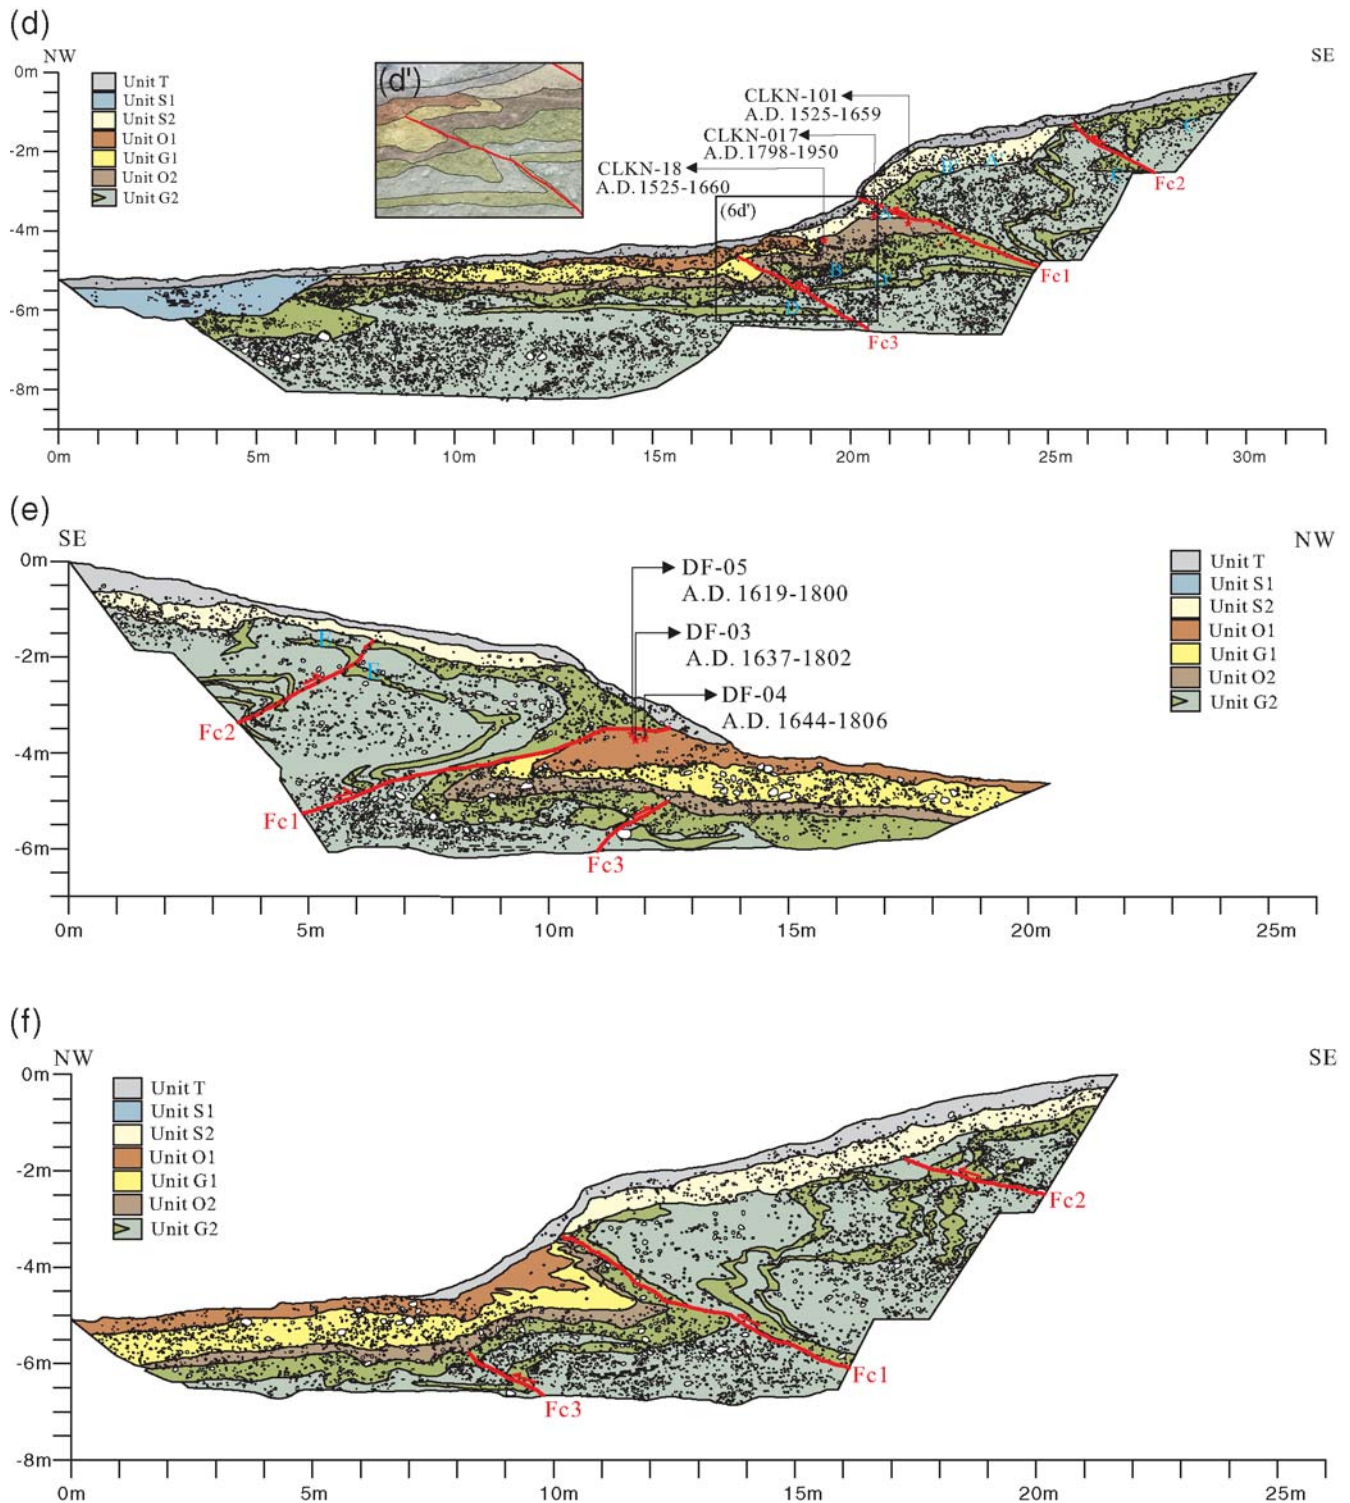 (d)
NW
SE
0m
-2m
-4m
-6m
-8m
Unit T
Unit S1
Unit S2
Unit O1
Unit G1
Unit O2
Unit G2
(d')
CLKN-101
A.D. 1525-1659
CLKN-017
A.D. 1798-1950
CLKN-18
A.D. 1525-1660
(6d')
Fc2
Fc1
Fc3
0m 5m 10m 15m 20m 25m 30m
(e)
SE
NW
0m
-2m
-4m
-6m
DF-05
A.D. 1619-1800
DF-03
A.D. 1637-1802
DF-04
A.D. 1644-1806
Unit T
Unit S1
Unit S2
Unit O1
Unit G1
Unit O2
Unit G2
Fc2
Fc1
Fc3
0m 5m 10m 15m 20m 25m
(f)
NW
SE
0m
-2m
-4m
-6m
-8m
Unit T
Unit S1
Unit S2
Unit O1
Unit G1
Unit O2
Unit G2
Fc2
Fc1
Fc3
0m 5m 10m 15m 20m 25m